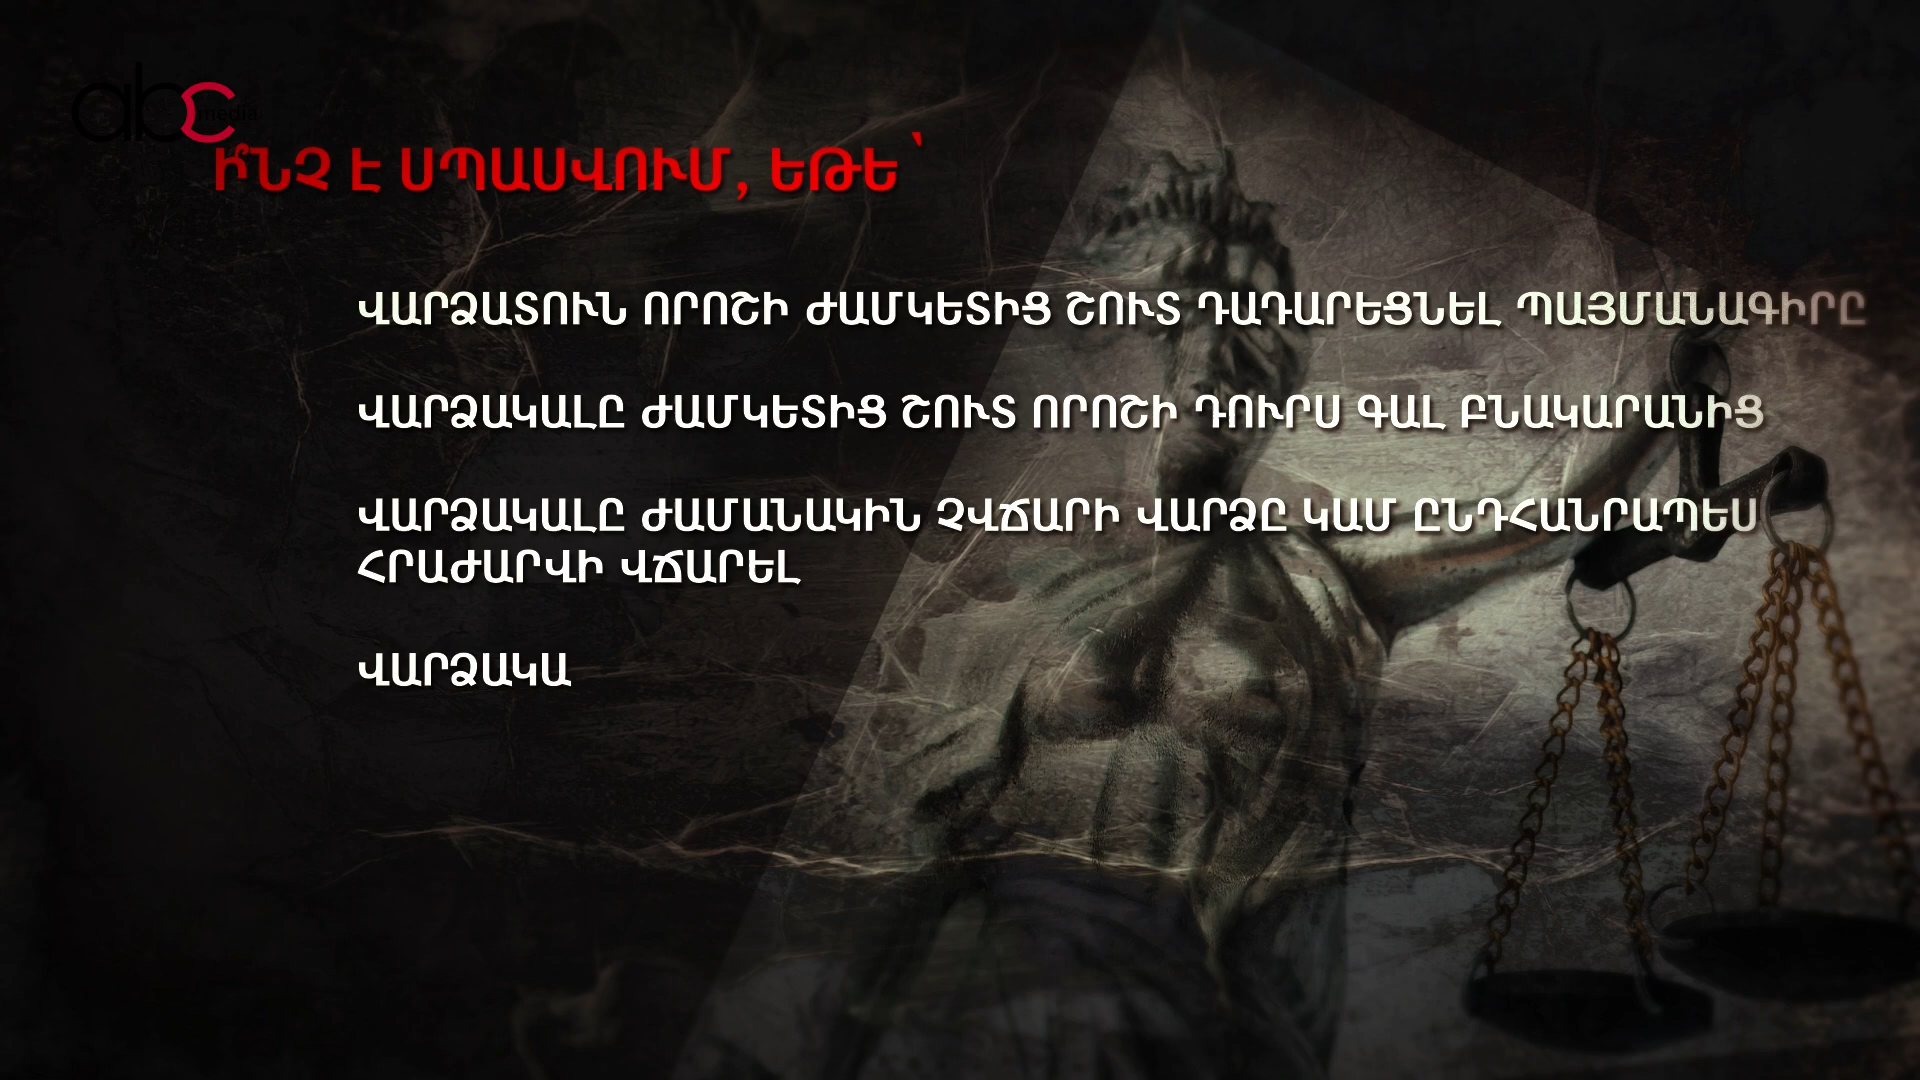 abc media
Ի՞ՆՉ Է ՍՊԱՍՎՈՒՄ, ԵԹԵ՝
ՎԱՐՁԱՏՈՒՆ ՈՐՈՇԻ ԺԱՄԿԵՏԻՑ ՇՈՒՏ ԴԱԴԱՐԵՑՆԵԼ ՊԱՅՄԱՆԱԳԻՐԸ
ՎԱՐՁԱԿԱԼԸ ԺԱՄԿԵՏԻՑ ՇՈՒՏ ՈՐՈՇԻ ԴՈՒՐՍ ԳԱԼ ԲՆԱԿԱՐԱՆԻՑ
ՎԱՐՁԱԿԱԼԸ ԺԱՄԱՆԱԿԻՆ ՉՎՃԱՐԻ ՎԱՐՁԸ ԿԱՄ ԸՆԴՀԱՆՐԱՊԵՍ
ՀՐԱԺԱՐՎԻ ՎՃԱՐԵԼ
ՎԱՐՁԱԿԱ